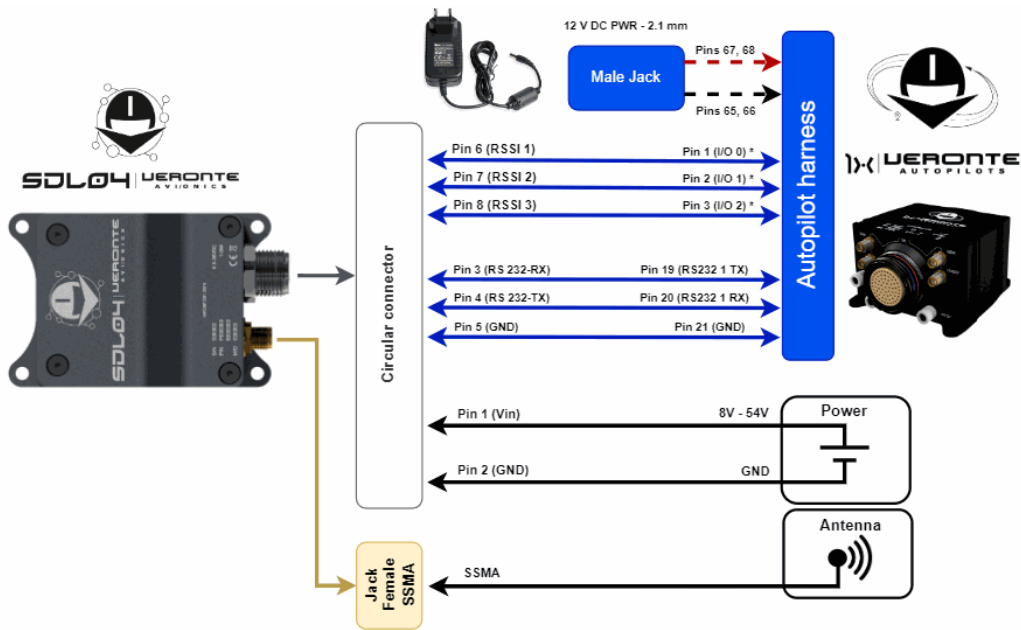 12 V DC PWR - 2.1 mm
Male Jack
Pins 67, 68
Pins 65, 66
Autopilot harness
SDL04 VERONTE
AVIONICS
1x VERONTE
AUTOPILOTS
Circular connector
Pin 6 (RSSI 1) Pin 1 (I/O 0) *
Pin 7 (RSSI 2) Pin 2 (I/O 1) *
Pin 8 (RSSI 3) Pin 3 (I/O 2) *
Pin 3 (RS 232-RX) Pin 19 (RS232 1 TX)
Pin 4 (RS 232-TX) Pin 20 (RS232 1 RX)
Pin 5 (GND) Pin 21 (GND)
SDL04 VERONTE
AVIONICS
Pin 1 (Vin) 8V - 54V
Power
Pin 2 (GND) GND
Antenna
Jack
Female
SSMA
SSMA